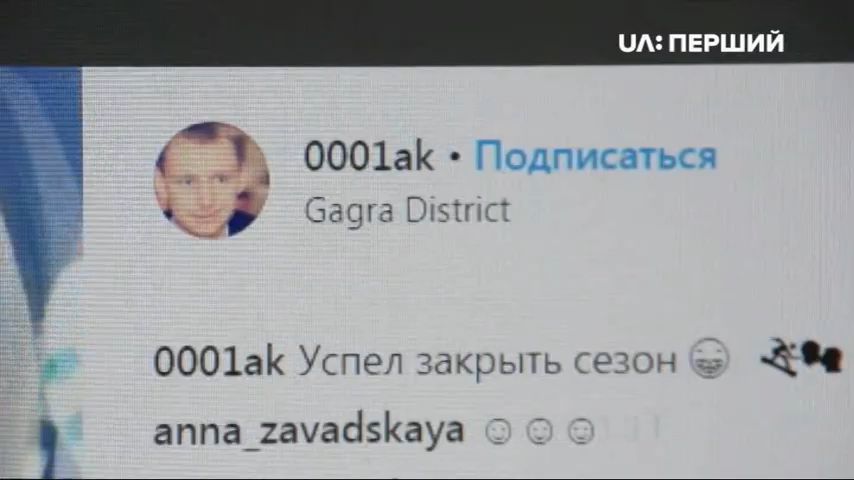 UA: ПЕРШИЙ
0001ak • Подписаться
Gagra District
0001ak Успел закрыть сезон
anna_zavadskaya